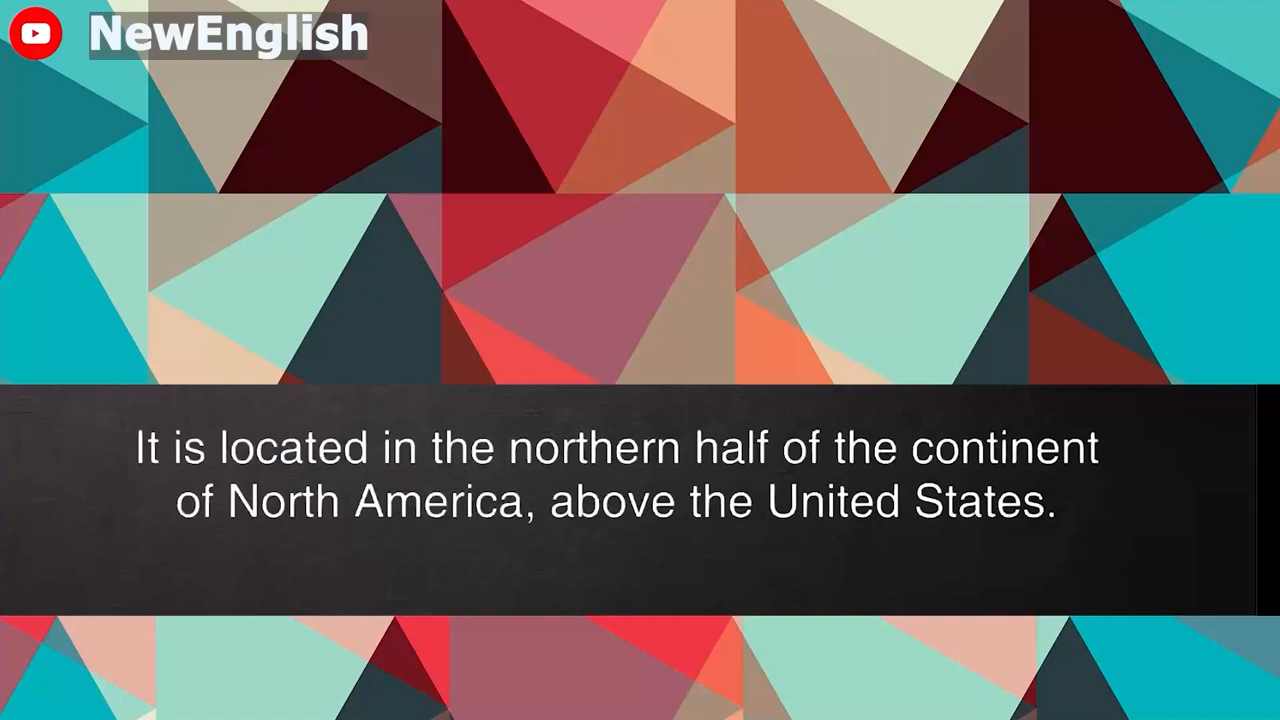 NewEnglish
It is located in the northern half of the continent
of North America, above the United States.